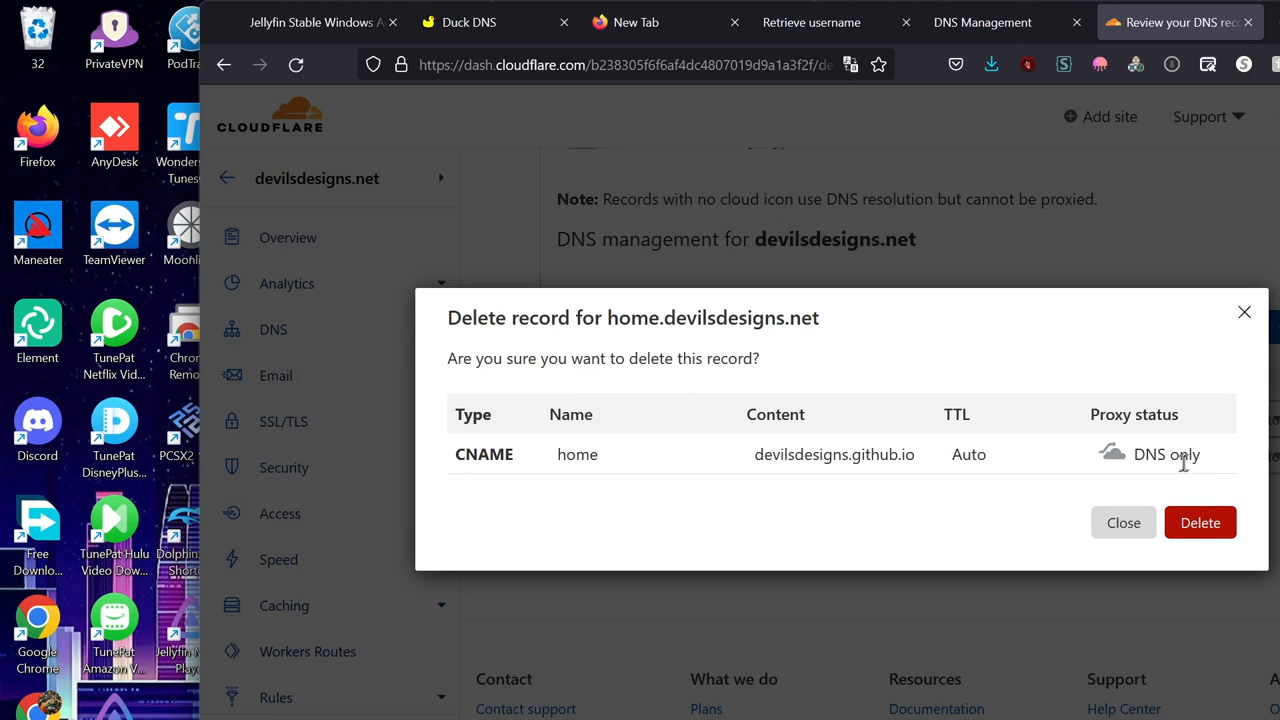 Jellyfin Stable Windows A
Duck DNS
New Tab
Retrieve username
DNS Management
Review your DNS rec
https://dash.cloudflare.com/b238305f6f6af4dc4807019d9a1a3f2f/de
32
PrivateVPN
PodTra
Firefox
AnyDesk
Wonders
Tunes
Maneater
TeamViewer
Moonli
Element
TunePat
Netflix Vid...
Chro
Remo
Discord
TunePat
DisneyPlus...
PCSX2
Free
Downlo...
TunePat Hulu
Video Dow...
Dolphin
Short
Google
Chrome
TunePat
Amazon V...
Jellyfin M
Playe
CLOUDFLARE
Add site
Support
devilsdesigns.net
Overview
Analytics
DNS
Email
SSL/TLS
Security
Access
Speed
Caching
Workers Routes
Rules
Note: Records with no cloud icon use DNS resolution but cannot be proxied.
DNS management for devilsdesigns.net
Delete record for home.devilsdesigns.net
Are you sure you want to delete this record?
Type Name Content TTL Proxy status
CNAME home devilsdesigns.github.io Auto DNS only
Close Delete
Contact What we do Resources Support
Contact support Plans Documentation Help Center